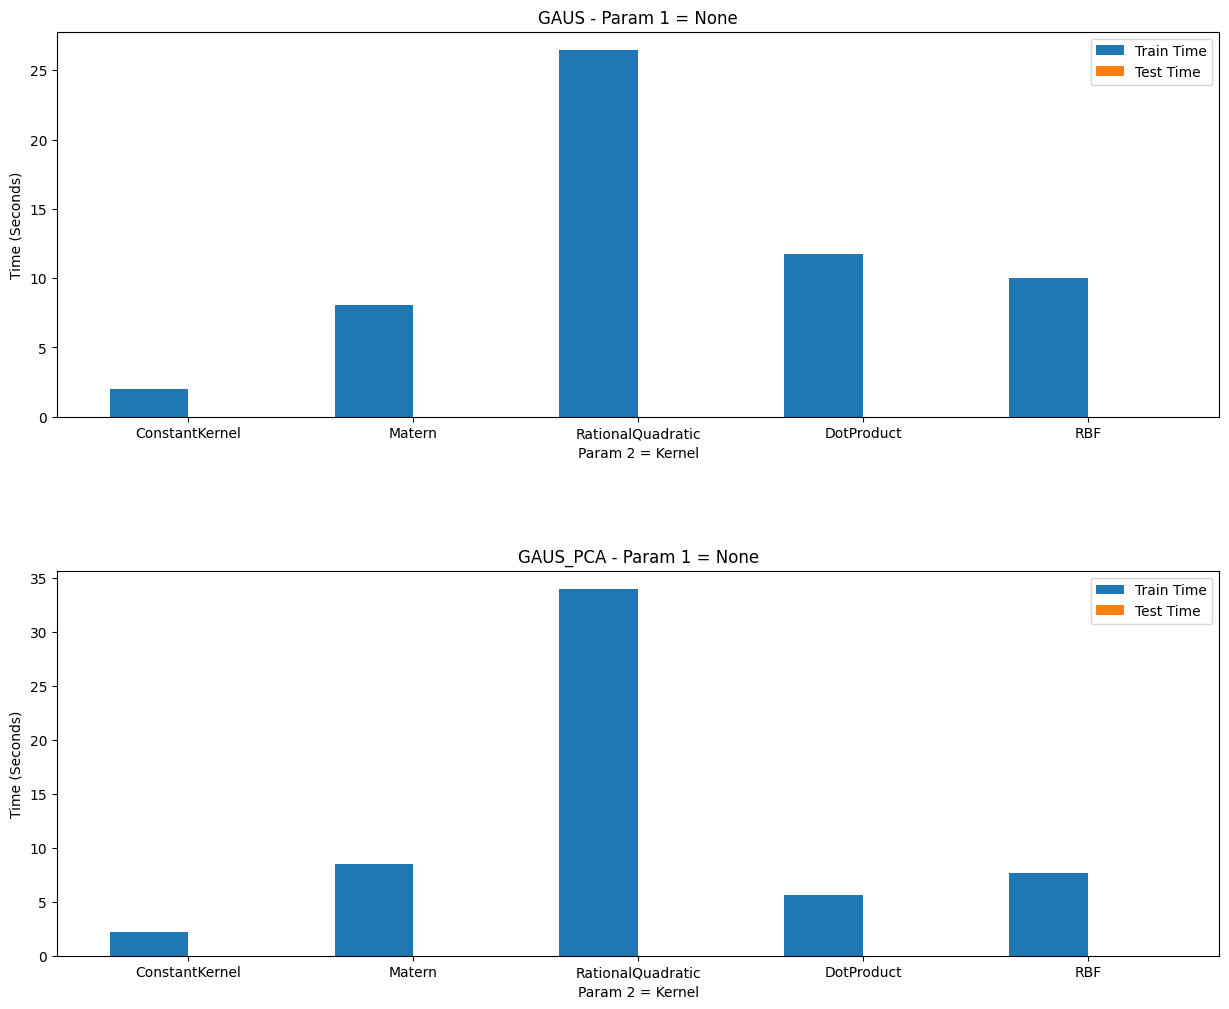 GAUS - Param 1 = None
Train Time
Test Time
25
20
15
10
5
0
Time (Seconds)
ConstantKernel Matern RationalQuadratic DotProduct RBF
Param 2 = Kernel
GAUS_PCA - Param 1 = None
Train Time
Test Time
35
30
25
20
15
10
5
0
Time (Seconds)
ConstantKernel Matern RationalQuadratic DotProduct RBF
Param 2 = Kernel